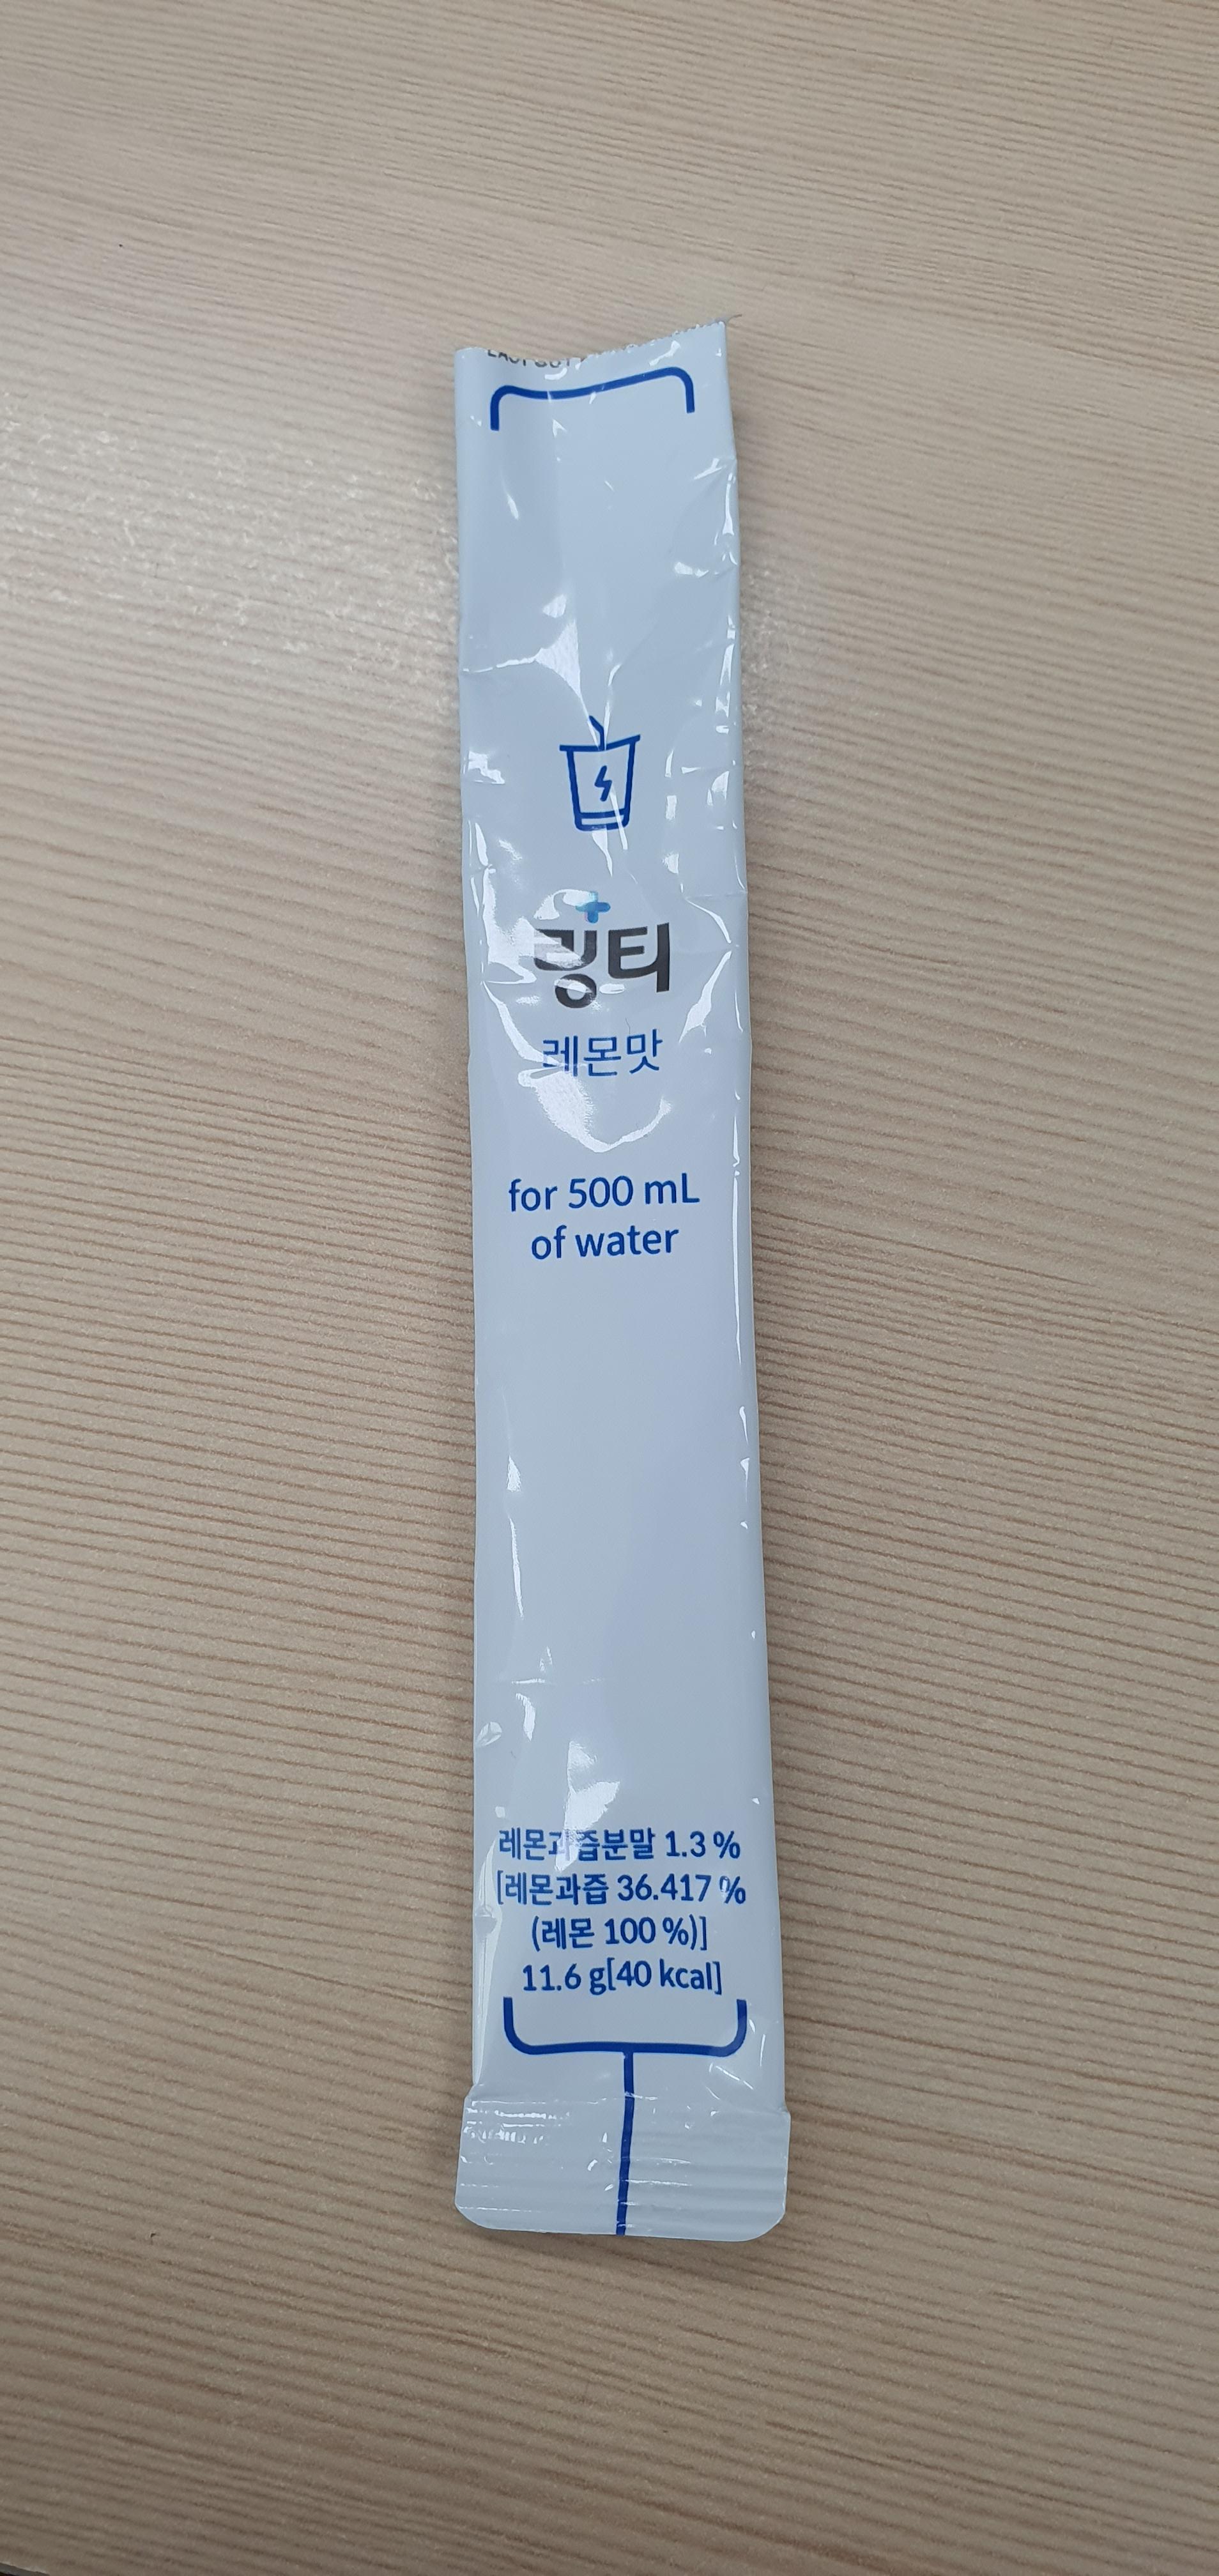 링티
레몬맛
for 500 mL
of water
레몬과즙분말 1.3 %
[레몬과즙 36.417 %
(레몬 100 %)]
11.6 g[40 kcal]